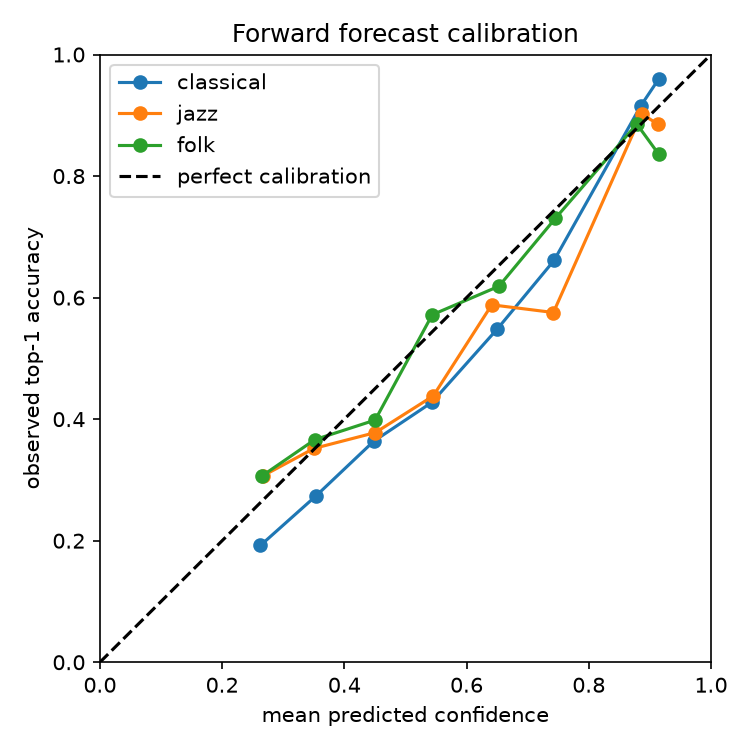 Forward forecast calibration
classical
jazz
folk
perfect calibration
1.0
0.8
0.6
0.4
0.2
0.0
observed top-1 accuracy
0.0 0.2 0.4 0.6 0.8 1.0
mean predicted confidence